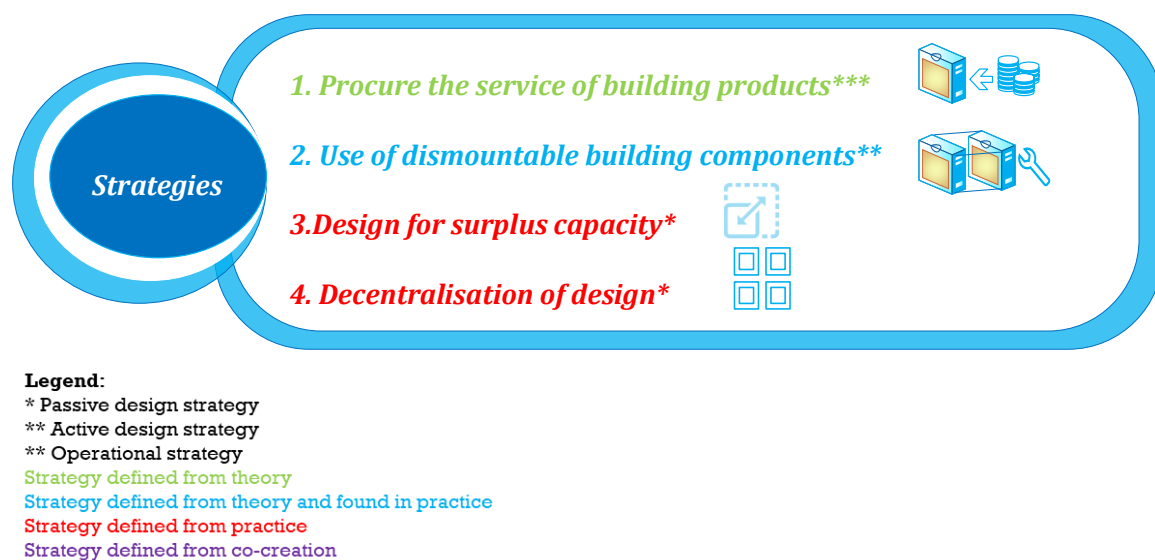 Strategies
1. Procure the service of building products***
2. Use of dismountable building components**
3.Design for surplus capacity*
4. Decentralisation of design*
Legend:
* Passive design strategy
** Active design strategy
** Operational strategy
Strategy defined from theory
Strategy defined from theory and found in practice
Strategy defined from practice
Strategy defined from co-creation